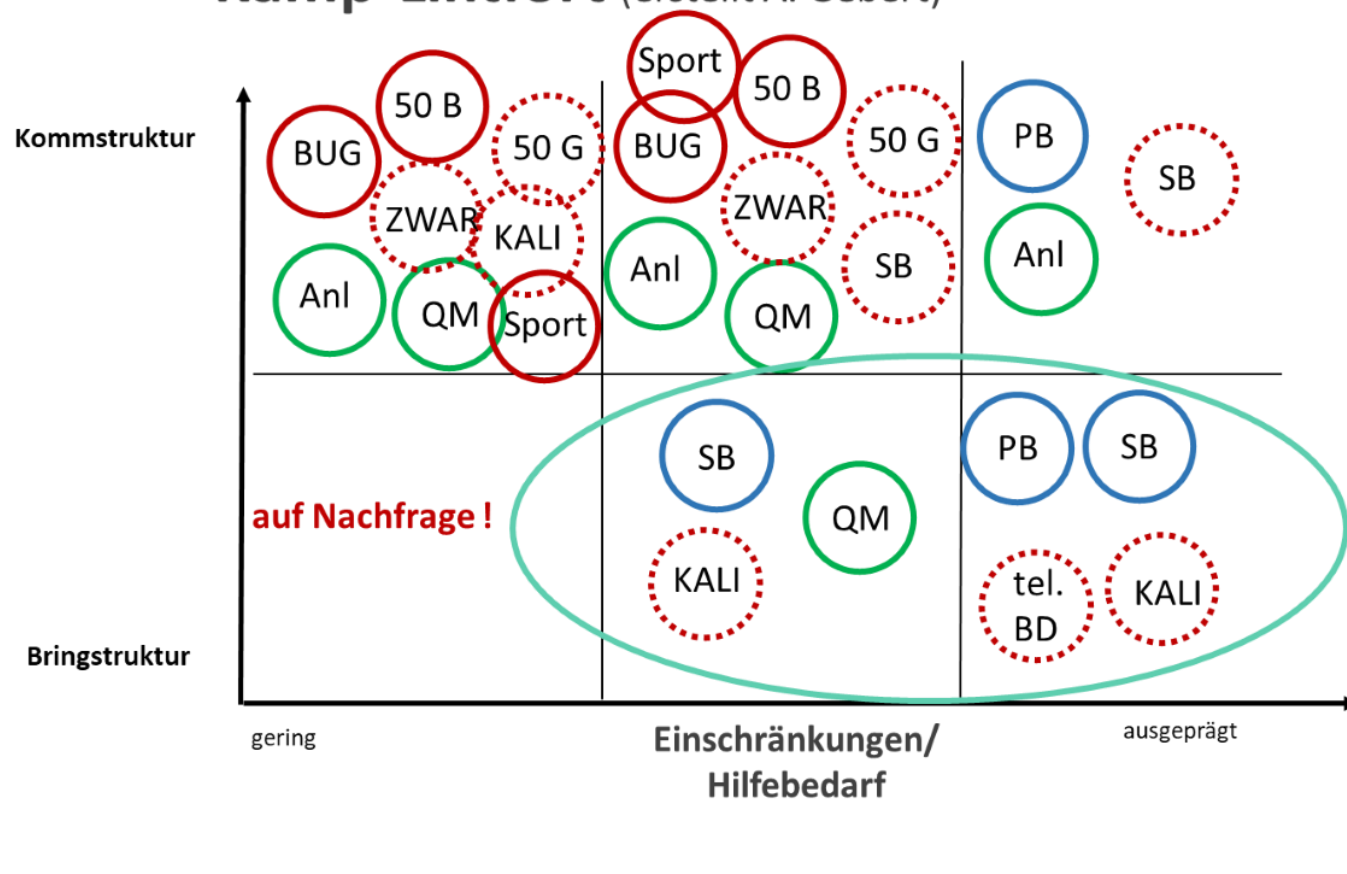 Kommstruktur
BUG
50 B
50 G
ZWAR
KALI
Anl
QM
Sport
Sport
50 B
BUG
50 G
ZWAR
Anl
SB
QM
PB
SB
Anl
auf Nachfrage !
SB
QM
KALI
PB
SB
tel.
BD
KALI
Bringstruktur
gering
Einschränkungen/
Hilfebedarf
ausgeprägt